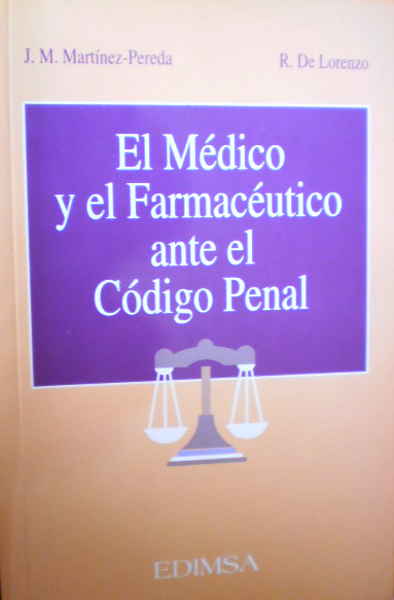 J. M. Martínez-Pereda R. De Lorenzo
El Médico
y el Farmacéutico
ante el
Código Penal
EDIMSA